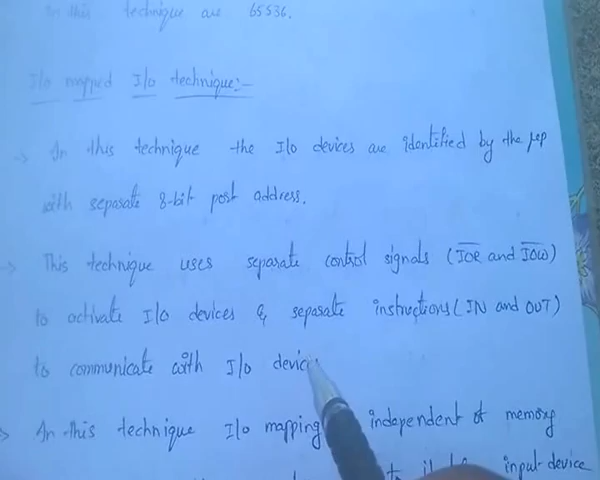 In this technique are 65536.
I/o mapped I/o technique:-
→ In this technique the I/o devices are identified by the μp
with separate 8-bit port address.
→ This technique uses separate control signals (I̅O̅R̅ and I̅O̅W̅)
to activate I/o devices & separate instructions (IN and OUT)
to communicate with I/o devic
→ In this technique I/o mapping independent of memory
input device